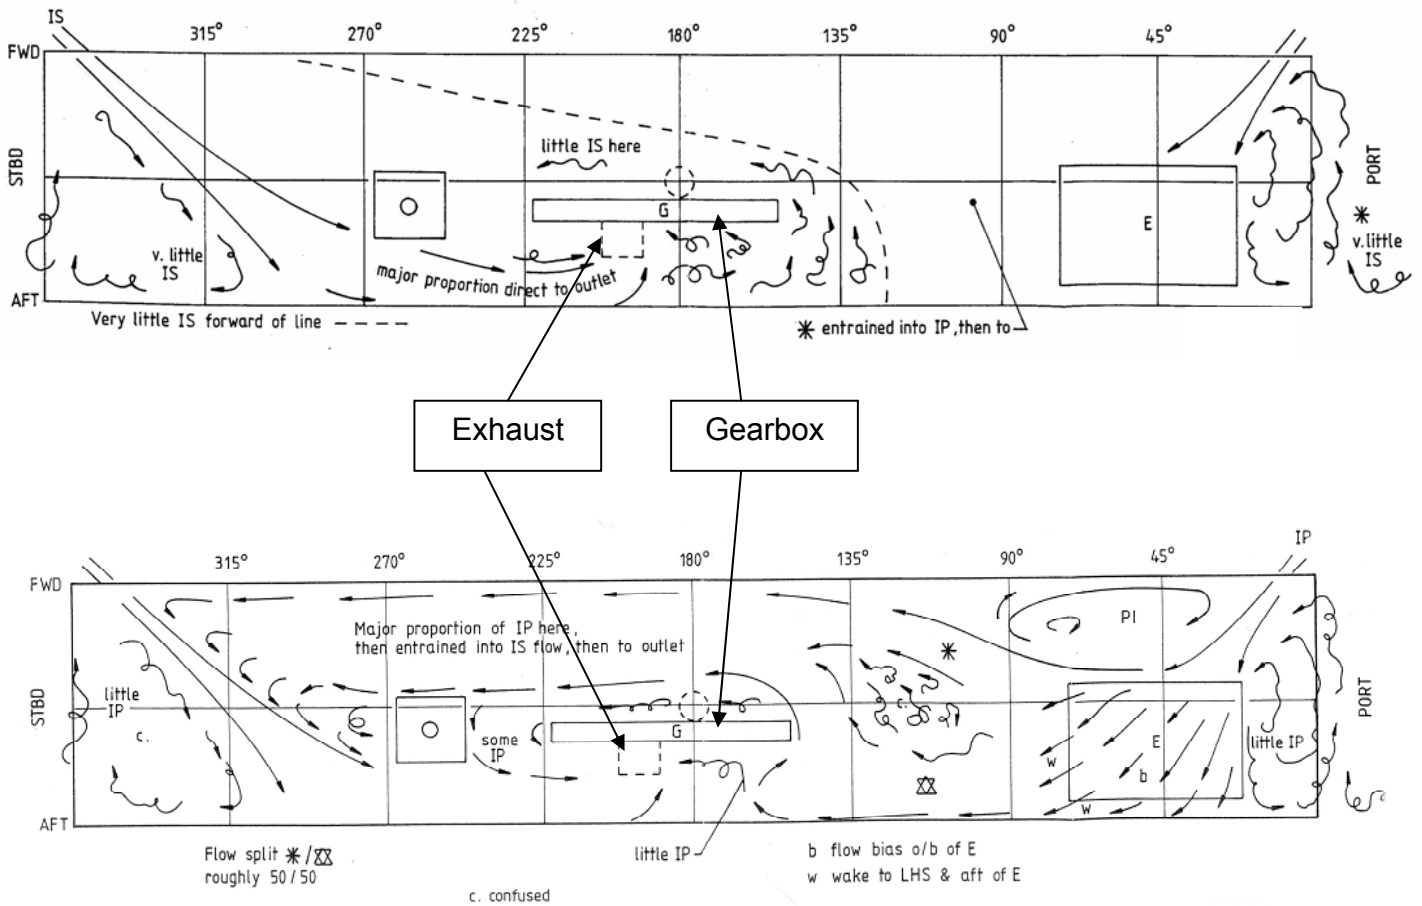 IS
315° 270° 225° 180° 135° 90° 45°
FWD
little IS here
STBD
PORT
G
E
✳
v. little
IS
v. little
IS
major proportion direct to outlet
AFT
Very little IS forward of line
✳ entrained into IP, then to
Exhaust
Gearbox
IP
315° 270° 225° 180° 135° 90° 45°
FWD
PI
Major proportion of IP here,
then entrained into IS flow, then to outlet
✳
STBD
PORT
little
IP
c.
c.
some
IP
G
E
little IP
w
b
w
AFT
Flow split ✳/✡
roughly 50/50
little IP
b flow bias o/b of E
w wake to LHS & aft of E
c. confused